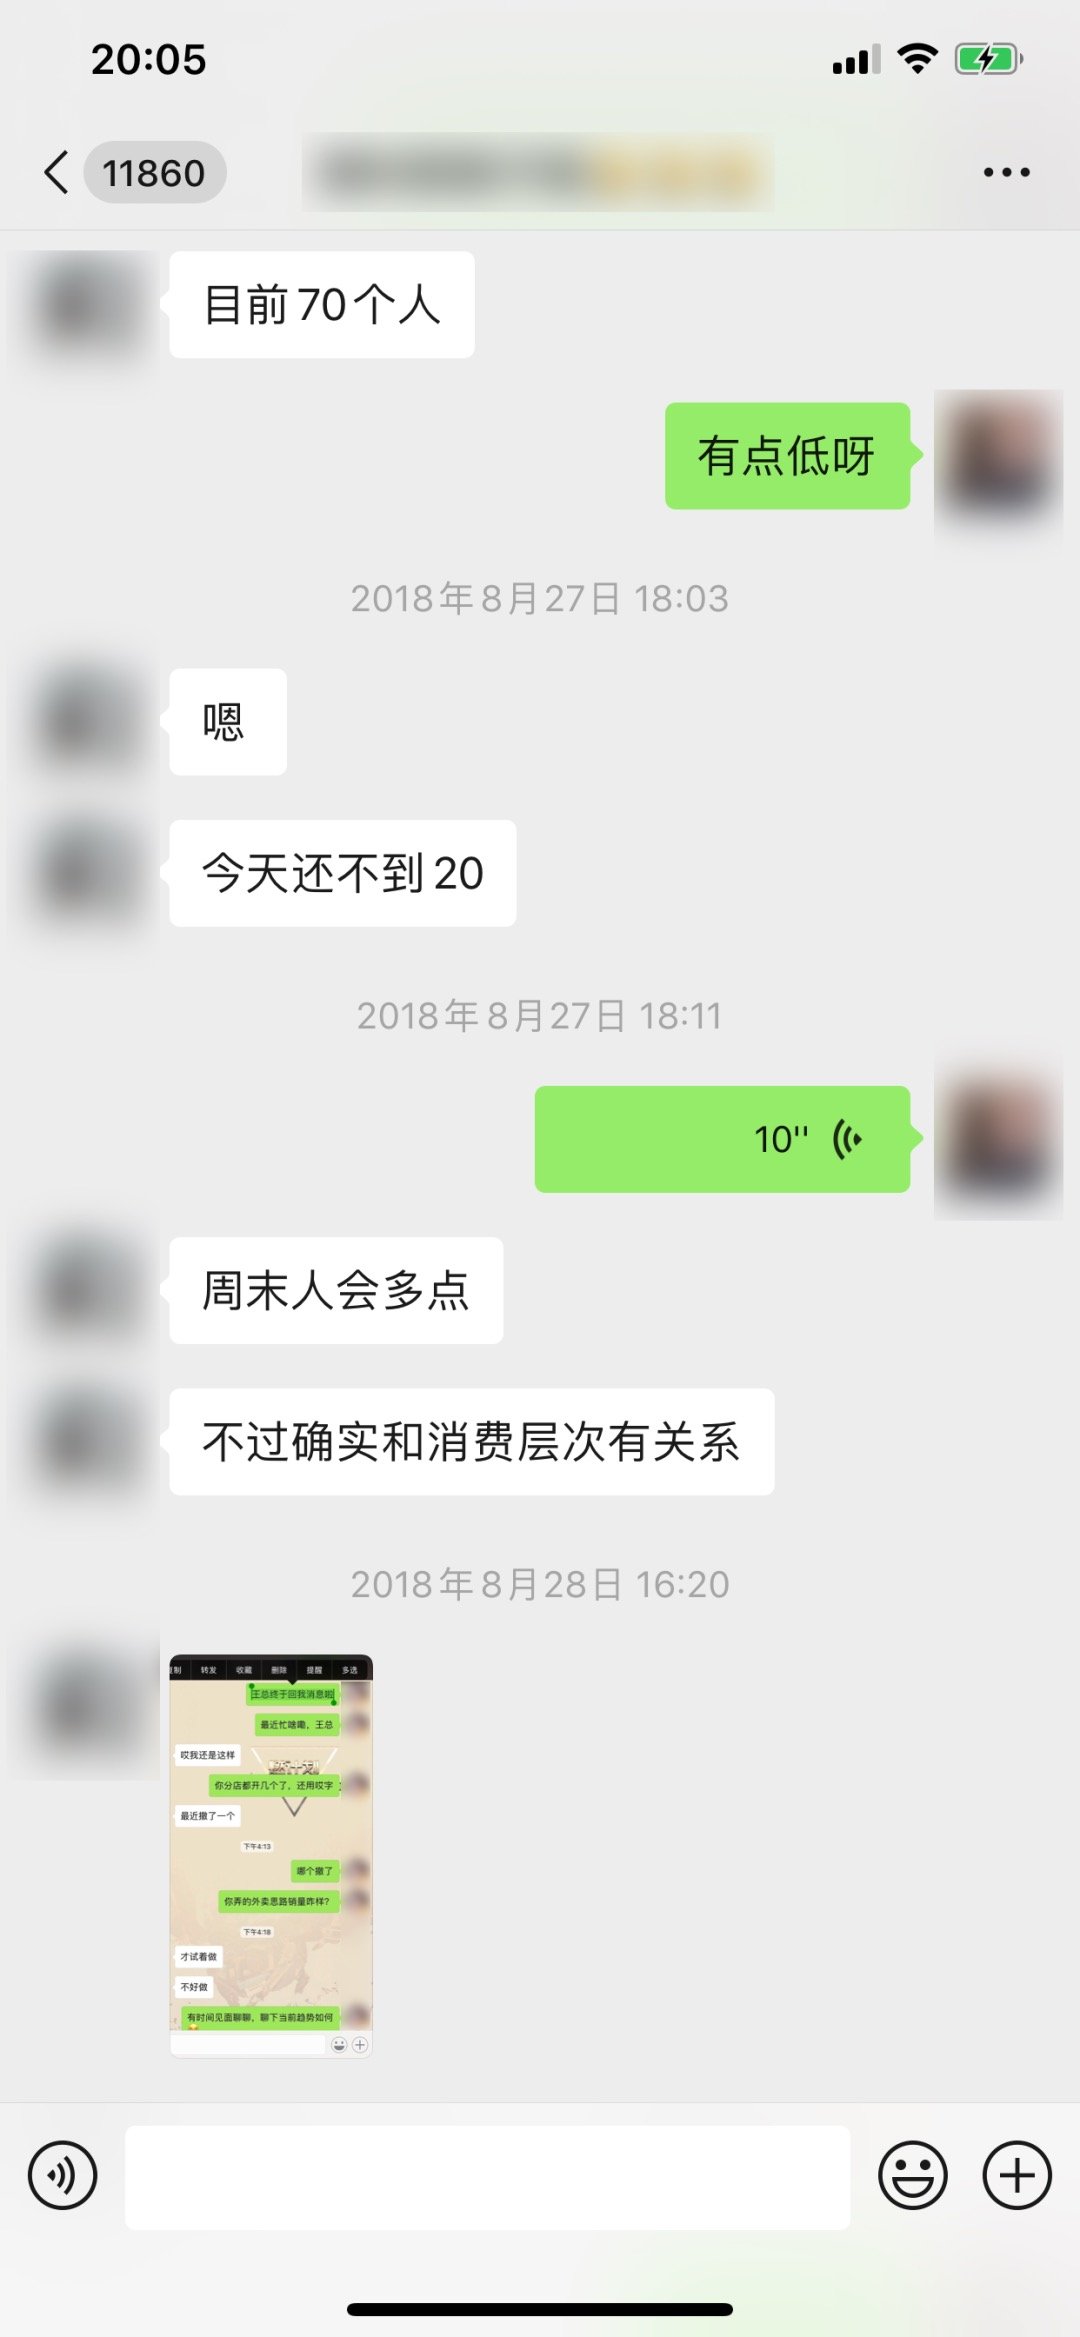 20:05
11860
目前70个人
有点低呀
2018年8月27日 18:03
嗯
今天还不到20
2018年8月27日 18:11
10''
周末人会多点
不过确实和消费层次有关系
2018年8月28日 16:20
转发 收藏 删除 提醒 多选
王总终于回我消息啦
最近忙啥嘞，王总
哎我还是这样
你分店都开几个了，还用哎字
最近撤了一个
下午4:13
哪个撤了
你弄的外卖思路销量咋样？
下午4:18
才试着做
不好做
有时间见面聊聊，聊下当前趋势如何